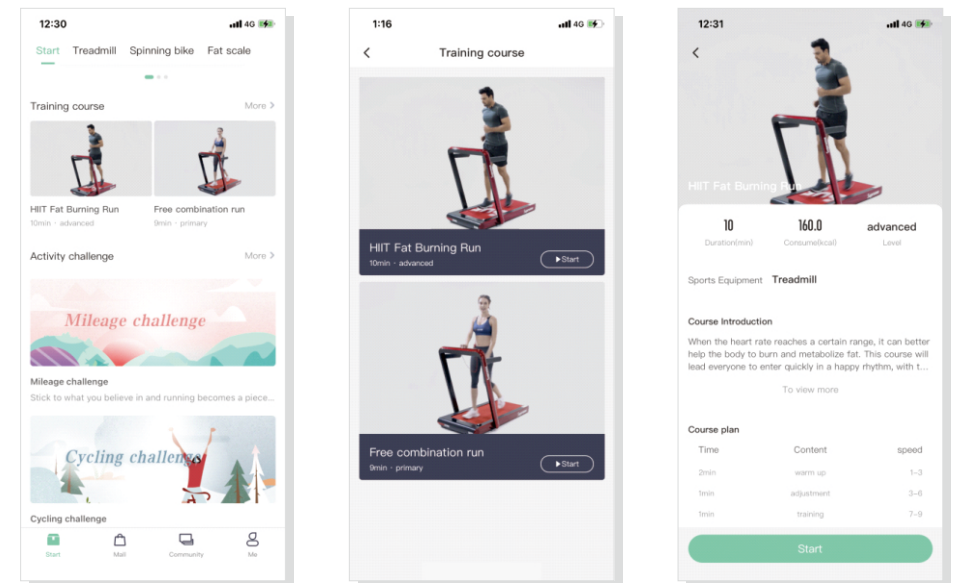 12:30
4G
Start Treadmill Spinning bike Fat scale
Training course More >
HIIT Fat Burning Run Free combination run
10min · advanced 9min · primary
Activity challenge More >
Mileage challenge
Mileage challenge
Stick to what you believe in and running becomes a piece...
Cycling challenge
Cycling challenge
Start Mall Community Me
1:16
4G
Training course
HIIT Fat Burning Run
10min · advanced
Start
Free combination run
9min · primary
Start
12:31
4G
HIIT Fat Burning Run
10 160.0 advanced
Duration(min) Consume(kcal) Level
Sports Equipment Treadmill
Course Introduction
When the heart rate reaches a certain range, it can better
help the body to burn and metabolize fat. This course will
lead everyone to enter quickly in a happy rhythm, with t...
To view more
Course plan
Time Content speed
2min warm up 1-3
1min adjustment 3-6
1min training 7-9
Start